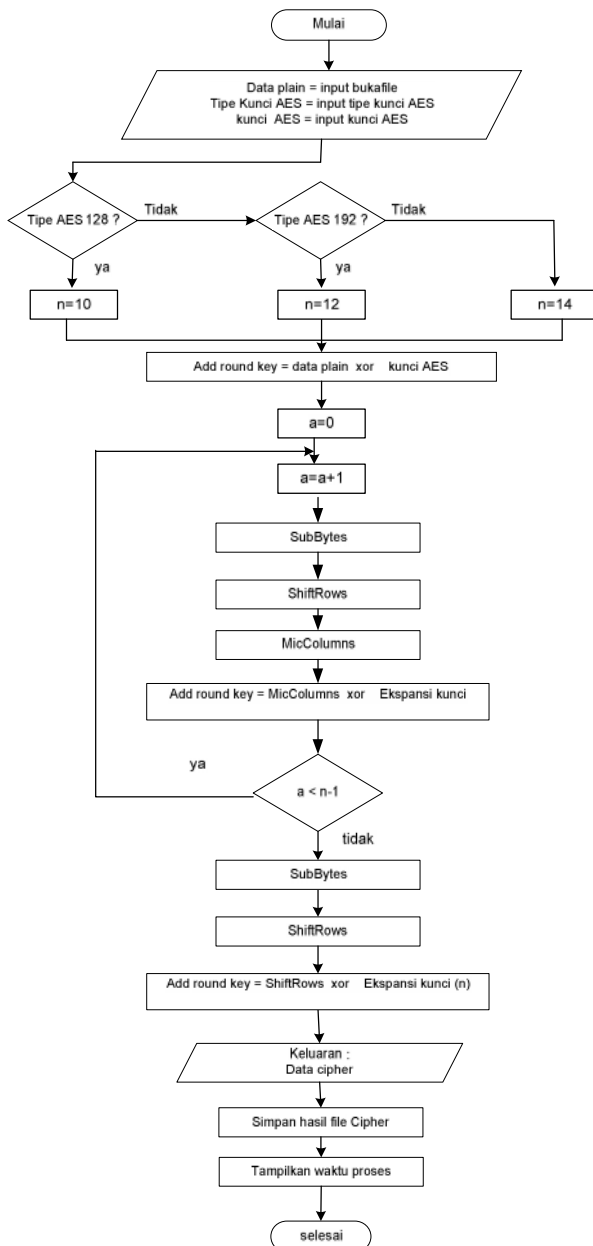 Mulai
Data plain = input bukafile
Tipe Kunci AES = input tipe kunci AES
kunci AES = input kunci AES
Tipe AES 128 ?
Tidak
Tipe AES 192 ?
Tidak
ya
ya
n=10
n=12
n=14
Add round key = data plain xor kunci AES
a=0
a=a+1
SubBytes
ShiftRows
MicColumns
Add round key = MicColumns xor Ekspansi kunci
ya
a < n-1
tidak
SubBytes
ShiftRows
Add round key = ShiftRows xor Ekspansi kunci (n)
Keluaran :
Data cipher
Simpan hasil file Cipher
Tampilkan waktu proses
selesai